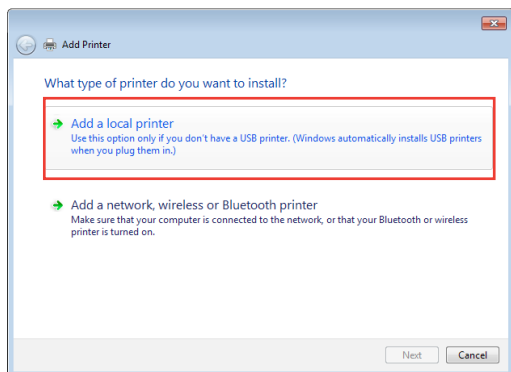 Add Printer
What type of printer do you want to install?
Add a local printer
Use this option only if you don't have a USB printer. (Windows automatically installs USB printers
when you plug them in.)
Add a network, wireless or Bluetooth printer
Make sure that your computer is connected to the network, or that your Bluetooth or wireless
printer is turned on.
Next
Cancel